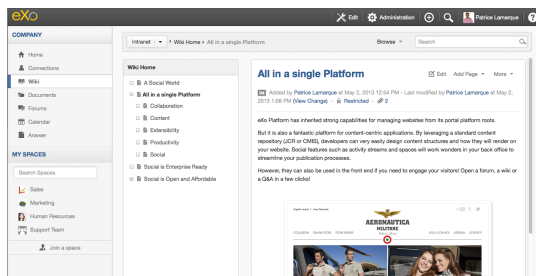 eXo
Edit Administration Patrice Lamarque
COMPANY
Home
Connections
Wiki
Documents
Forums
Calendar
Answer
MY SPACES
Search Spaces
Sales
Marketing
Human Resources
Support Team
Join a space
Intranet Wiki Home All in a single Platform
Browse Search
Wiki Home
A Social World
All in a single Platform
Collaboration
Content
Extensibility
Productivity
Social
Social is Enterprise Ready
Social is Open and Affordable
All in a single Platform
Edit Add Page More
V4 Added by Patrice Lamarque at May 2, 2013 12:54 PM - Last modified by Patrice Lamarque at May 2,
2013 1:08 PM (View Change) - Restricted - 2
eXo Platform has inherited strong capabilities for managing websites from its portal platform roots.
But it is also a fantastic platform for content-centric applications. By leveraging a standard content
repository (JCR or CMIS), developers can very easily design content structures and how they will render on
your website. Social features such as activity streams and spaces will work wonders in your back office to
streamline your publication processes.
However, they can also be used in the front end if you need to engage your visitors! Open a forum, a wiki or
a Q&A in a few clicks!
AERONAUTICA
MILITARE